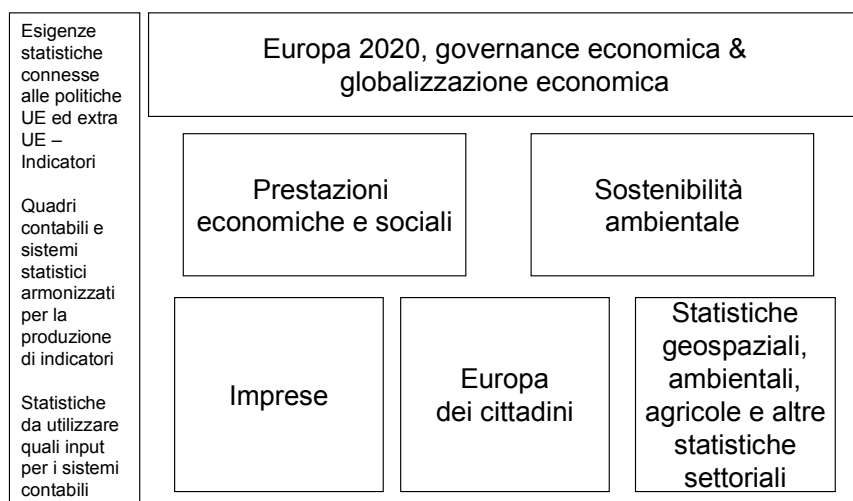 Esigenze
statistiche
connesse
alle politiche
UE ed extra
UE –
Indicatori
Quadri
contabili e
sistemi
statistici
armonizzati
per la
produzione
di indicatori
Statistiche
da utilizzare
quali input
per i sistemi
contabili
Europa 2020, governance economica &
globalizzazione economica
Prestazioni
economiche e sociali
Sostenibilità
ambientale
Imprese
Europa
dei cittadini
Statistiche
geospaziali,
ambientali,
agricole e altre
statistiche
settoriali